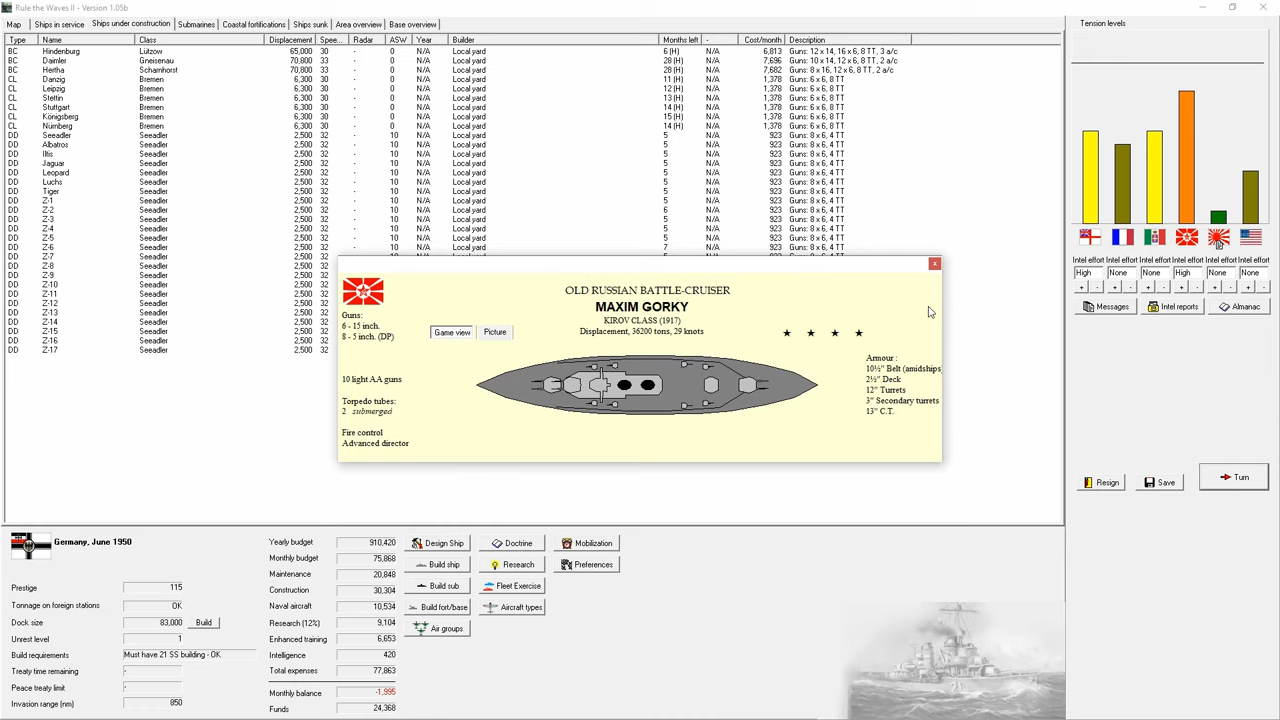 Rule the Waves II - Version 1.05b
Map Ships in service Ships under construction Submarines Coastal fortifications Ships sunk Area overview Base overview
Type Name Class Displacement Spee... Radar ASW Year Builder Months left - Cost/month Description
BC Hindenburg Lützow 65,000 30 - 0 N/A Local yard 6 (H) N/A 6,813 Guns: 12 x 14, 16 x 6, 8 TT, 3 a/c
BC Daimler Gneisenau 70,800 33 - 0 N/A Local yard 28 (H) N/A 7,696 Guns: 10 x 14, 12 x 6, 8 TT, 2 a/c
BC Hertha Scharnhorst 70,800 33 - 0 N/A Local yard 28 (H) N/A 7,682 Guns: 8 x 16, 12 x 6, 8 TT, 2 a/c
CL Danzig Bremen 6,300 30 - 0 N/A Local yard 11 (H) N/A 1,378 Guns: 6 x 6, 8 TT
CL Leipzig Bremen 6,300 30 - 0 N/A Local yard 12 (H) N/A 1,378 Guns: 6 x 6, 8 TT
CL Stettin Bremen 6,300 30 - 0 N/A Local yard 13 (H) N/A 1,378 Guns: 6 x 6, 8 TT
CL Stuttgart Bremen 6,300 30 - 0 N/A Local yard 14 (H) N/A 1,378 Guns: 6 x 6, 8 TT
CL Königsberg Bremen 6,300 30 - 0 N/A Local yard 15 (H) N/A 1,378 Guns: 6 x 6, 8 TT
CL Nürnberg Bremen 6,300 30 - 0 N/A Local yard 14 (H) N/A 1,378 Guns: 6 x 6, 8 TT
DD Seeadler Seeadler 2,500 32 - 10 N/A Local yard 5 N/A 923 Guns: 8 x 6, 4 TT
DD Albatros Seeadler 2,500 32 - 10 N/A Local yard 5 N/A 923 Guns: 8 x 6, 4 TT
DD Iltis Seeadler 2,500 32 - 10 N/A Local yard 5 N/A 923 Guns: 8 x 6, 4 TT
DD Jaguar Seeadler 2,500 32 - 10 N/A Local yard 5 N/A 923 Guns: 8 x 6, 4 TT
DD Leopard Seeadler 2,500 32 - 10 N/A Local yard 5 N/A 923 Guns: 8 x 6, 4 TT
DD Luchs Seeadler 2,500 32 - 10 N/A Local yard 5 N/A 923 Guns: 8 x 6, 4 TT
DD Tiger Seeadler 2,500 32 - 10 N/A Local yard 5 N/A 923 Guns: 8 x 6, 4 TT
DD Z-1 Seeadler 2,500 32 - 10 N/A Local yard 5 N/A 923 Guns: 8 x 6, 4 TT
DD Z-2 Seeadler 2,500 32 - 10 N/A Local yard 6 N/A 923 Guns: 8 x 6, 4 TT
DD Z-3 Seeadler 2,500 32 - 10 N/A Local yard 5 N/A 923 Guns: 8 x 6, 4 TT
DD Z-4 Seeadler 2,500 32 - 10 N/A Local yard 5 N/A 923 Guns: 8 x 6, 4 TT
DD Z-5 Seeadler 2,500 32 - 10 N/A Local yard 5 N/A 923 Guns: 8 x 6, 4 TT
DD Z-6 Seeadler 2,500 32 - 10 N/A Local yard 7 N/A 923 Guns: 8 x 6, 4 TT
DD Z-7 Seeadler 2,500 32
DD Z-8 Seeadler 2,500 32
DD Z-9 Seeadler 2,500 32
DD Z-10 Seeadler 2,500 32
DD Z-11 Seeadler 2,500 32
DD Z-12 Seeadler 2,500 32
DD Z-13 Seeadler 2,500 32
DD Z-14 Seeadler 2,500 32
DD Z-15 Seeadler 2,500 32
DD Z-16 Seeadler 2,500 32
DD Z-17 Seeadler 2,500 32
OLD RUSSIAN BATTLE-CRUISER
MAXIM GORKY
KIROV CLASS (1917)
Displacement, 36200 tons, 29 knots
Guns:
6 - 15 inch.
8 - 5 inch. (DP)
Game view Picture
10 light AA guns
Torpedo tubes:
2 submerged
Fire control
Advanced director
Armour :
10½" Belt (amidships
2½" Deck
12" Turrets
3" Secondary turrets
13" C.T.
Tension levels
Intel effort Intel effort Intel effort Intel effort Intel effort Intel effort
High None None High None None
+ - + - + - + - + - + -
Messages Intel reports Almanac
Resign Save Turn
Germany, June 1950
Prestige 115
Tonnage on foreign stations OK
Dock size 83,000 Build
Unrest level 1
Build requirements Must have 21 SS building - OK
Treaty time remaining -
Peace treaty limit -
Invasion range (nm) 850
Yearly budget 910,420
Monthly budget 75,868
Maintenance 20,848
Construction 30,304
Naval aircraft 10,534
Research (12%) 9,104
Enhanced training 6,653
Intelligence 420
Total expenses 77,863
Monthly balance -1,995
Funds 24,368
Design Ship Doctrine Mobilization
Build ship Research Preferences
Build sub Fleet Exercise
Build fort/base Aircraft types
Air groups